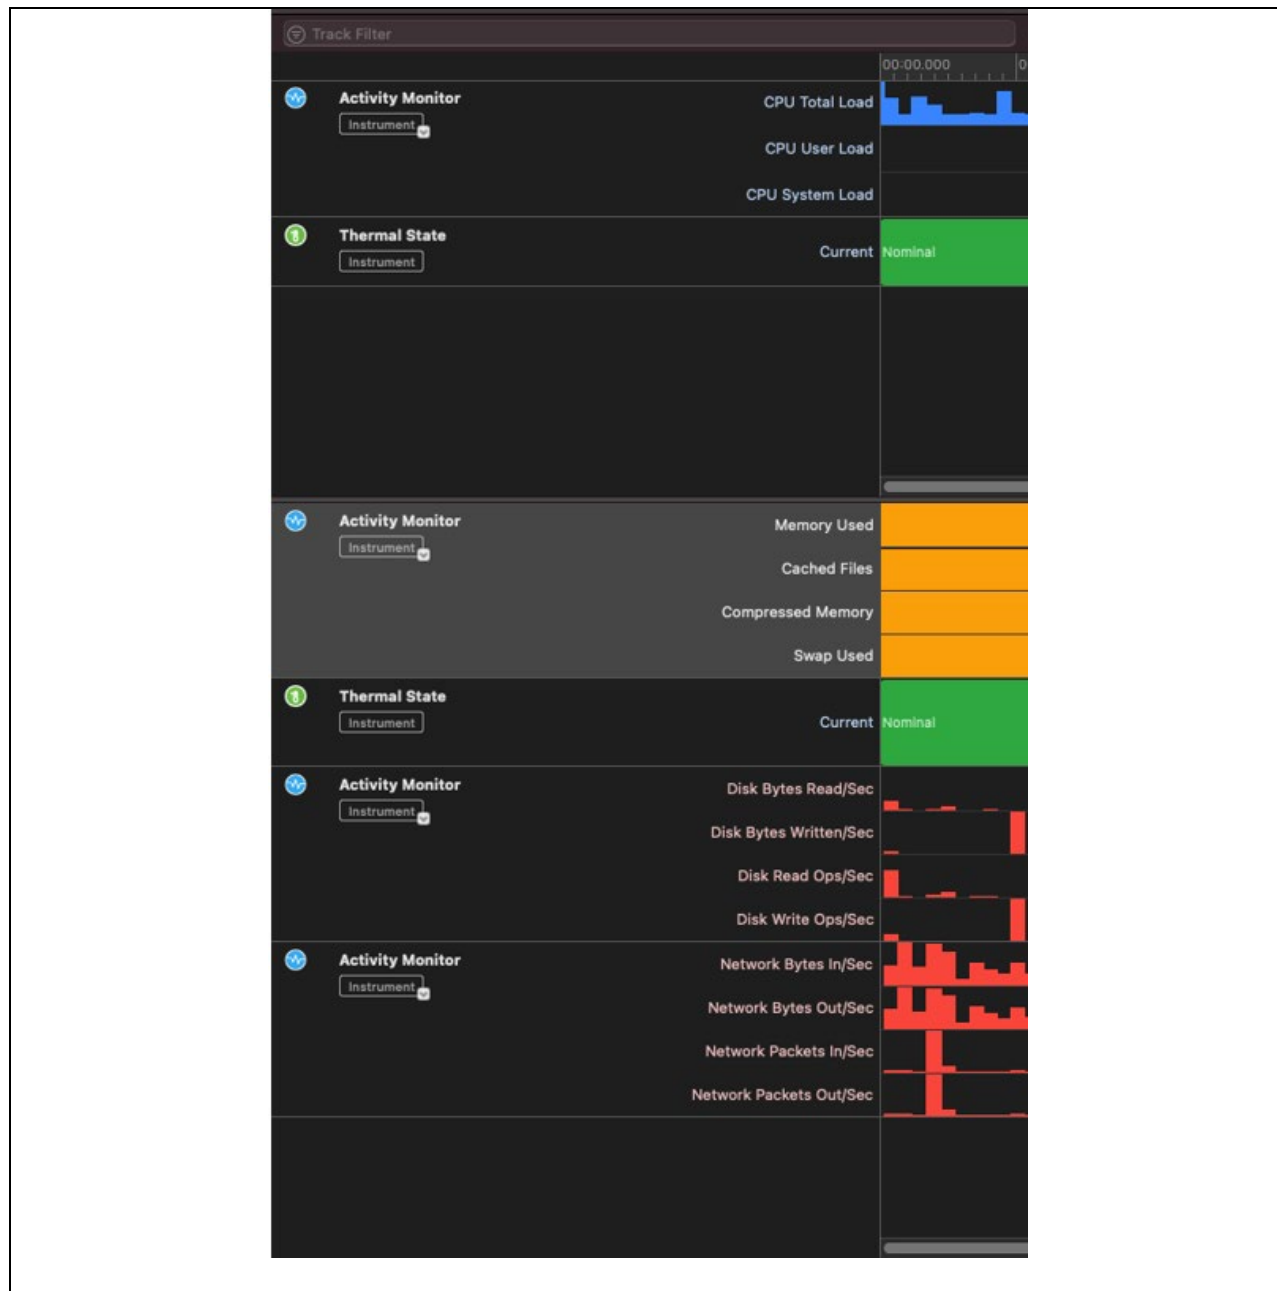 Track Filter
00:00.000 0
Activity Monitor
CPU Total Load
Instrument
CPU User Load
CPU System Load
Thermal State
Instrument
Current
Nominal
Activity Monitor
Memory Used
Instrument
Cached Files
Compressed Memory
Swap Used
Thermal State
Instrument
Current
Nominal
Activity Monitor
Disk Bytes Read/Sec
Instrument
Disk Bytes Written/Sec
Disk Read Ops/Sec
Disk Write Ops/Sec
Activity Monitor
Network Bytes In/Sec
Instrument
Network Bytes Out/Sec
Network Packets In/Sec
Network Packets Out/Sec